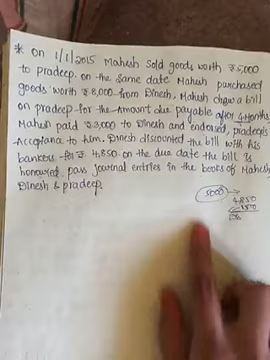 * On 1/1/2015 Mahesh sold goods worth ₹5,000
to pradeep. on the same date Mahesh purchased
goods worth ₹8,000 from Dinesh. Mahesh drew a bill
on pradeep for the amount due payable after 4 Months.
Mahesh paid ₹3,000 to Dinesh and endorsed, pradeep's
Acceptance to him. Dinesh discounted the bill with his
bankers for ₹4,850 on the due date the bill is
honoured. pass journal entries in the books of Mahesh,
Dinesh & pradeep.
5000
4,850
150